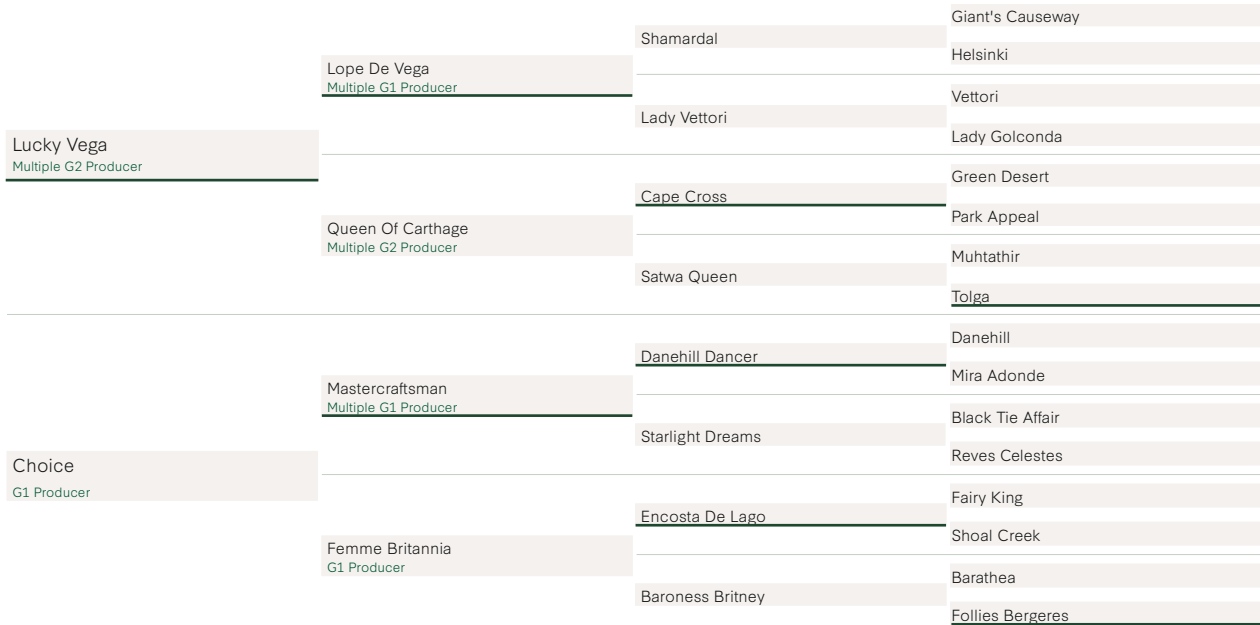 Lucky Vega
Multiple G2 Producer
Choice
G1 Producer
Lope De Vega
Multiple G1 Producer
Queen Of Carthage
Multiple G2 Producer
Mastercraftsman
Multiple G1 Producer
Femme Britannia
G1 Producer
Shamardal
Lady Vettori
Cape Cross
Satwa Queen
Danehill Dancer
Starlight Dreams
Encosta De Lago
Baroness Britney
Giant's Causeway
Helsinki
Vettori
Lady Golconda
Green Desert
Park Appeal
Muhtathir
Tolga
Danehill
Mira Adonde
Black Tie Affair
Reves Celestes
Fairy King
Shoal Creek
Barathea
Follies Bergeres